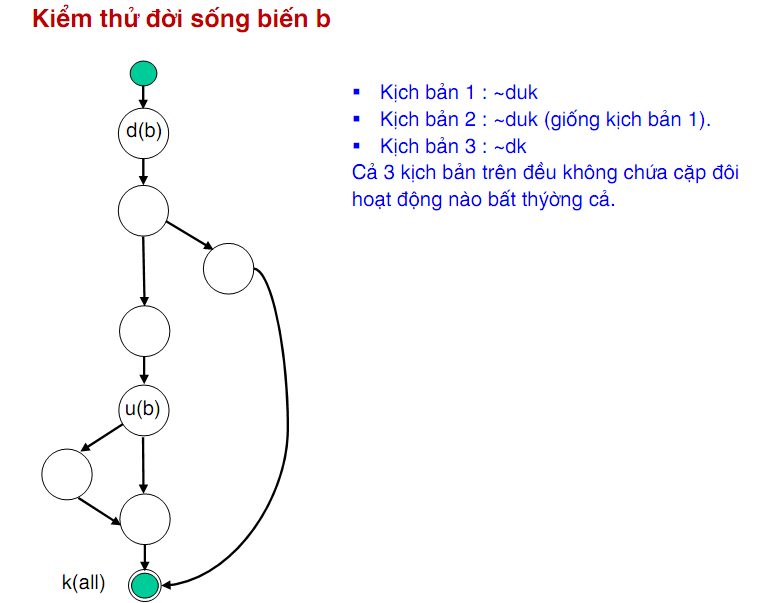 Kiểm thử đời sống biến b
d(b)
u(b)
k(all)
▪ Kịch bản 1 : ~duk
▪ Kịch bản 2 : ~duk (giống kịch bản 1).
▪ Kịch bản 3 : ~dk
Cả 3 kịch bản trên đều không chứa cặp đôi
hoạt động nào bất thýờng cả.